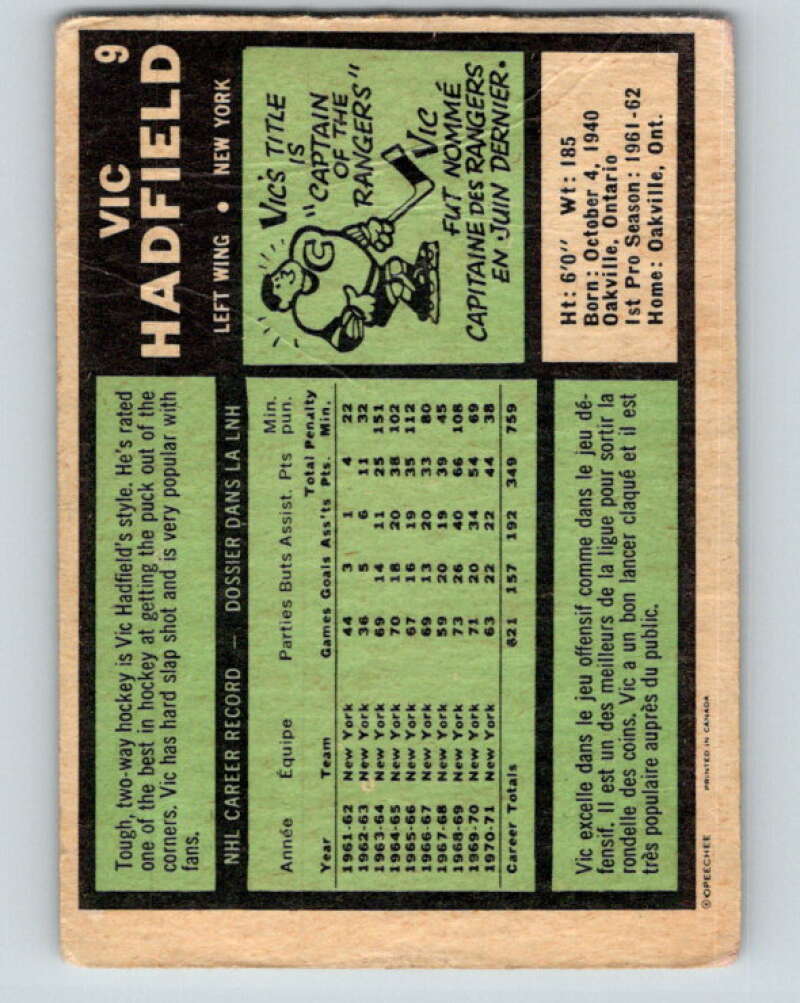 9
VIC
HADFIELD
LEFT WING • NEW YORK
Tough, two-way hockey is Vic Hadfield's style. He's rated
one of the best in hockey at getting the puck out of the
corners. Vic has hard slap shot and is very popular with
fans.
VIC'S TITLE
IS
"CAPTAIN
OF THE
RANGERS"
C
VIC
FUT NOMMÉ
CAPITAINE DES RANGERS
EN JUIN DERNIER.
Ht: 6'0" Wt: 185
Born: October 4, 1940
Oakville, Ontario
1st Pro Season: 1961-62
Home: Oakville, Ont.
NHL CAREER RECORD — DOSSIER DANS LA LNH
Année Équipe Parties Buts Assist. Pts Min. pun.
Year Team Games Goals Ass'ts Total Pts. Penalty Min.
1961-62 New York 44 3 1 4 22
1962-63 New York 36 5 6 11 32
1963-64 New York 69 14 11 25 151
1964-65 New York 70 18 20 38 102
1965-66 New York 67 16 19 35 112
1966-67 New York 69 13 20 33 80
1967-68 New York 59 20 19 39 45
1968-69 New York 73 26 40 66 108
1969-70 New York 71 20 34 54 69
1970-71 New York 63 22 22 44 38
Career Totals 621 157 192 349 759
Vic excelle dans le jeu offensif comme dans le jeu dé-
fensif. Il est un des meilleurs de la ligue pour sortir la
rondelle des coins. Vic a un bon lancer claqué et il est
très populaire auprès du public.
© OPEECHEE PRINTED IN CANADA